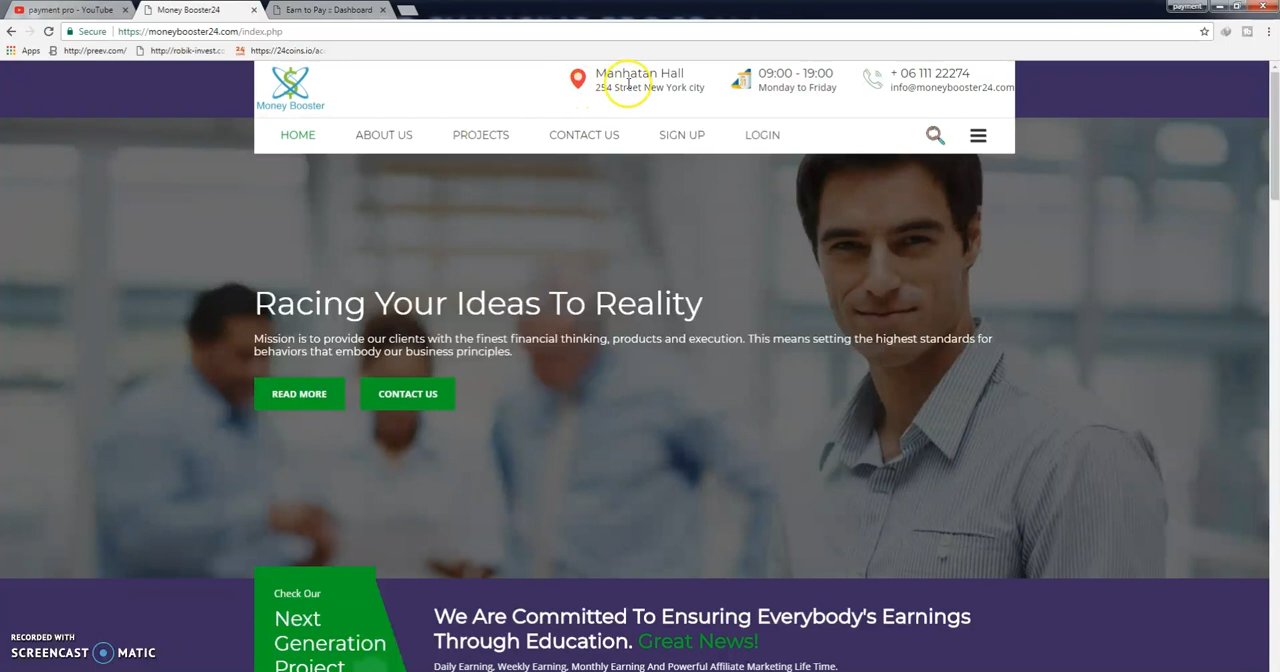 payment pro - YouTube
Money Booster24
Earn to Pay :: Dashboard
payment
Secure
https://moneybooster24.com/index.php
Apps
http://preev.com/
http://robik-invest.c
https://24coins.io/ac
Money Booster
Manhatan Hall
254 Street New York city
09:00 - 19:00
Monday to Friday
+ 06 111 22274
info@moneybooster24.com
HOME
ABOUT US
PROJECTS
CONTACT US
SIGN UP
LOGIN
Racing Your Ideas To Reality
Mission is to provide our clients with the finest financial thinking, products and execution. This means setting the highest standards for
behaviors that embody our business principles.
READ MORE
CONTACT US
Check Our
Next
Generation
Project
We Are Committed To Ensuring Everybody's Earnings
Through Education. Great News!
Daily Earning, Weekly Earning, Monthly Earning And Powerful Affiliate Marketing Life Time.
RECORDED WITH
SCREENCAST MATIC